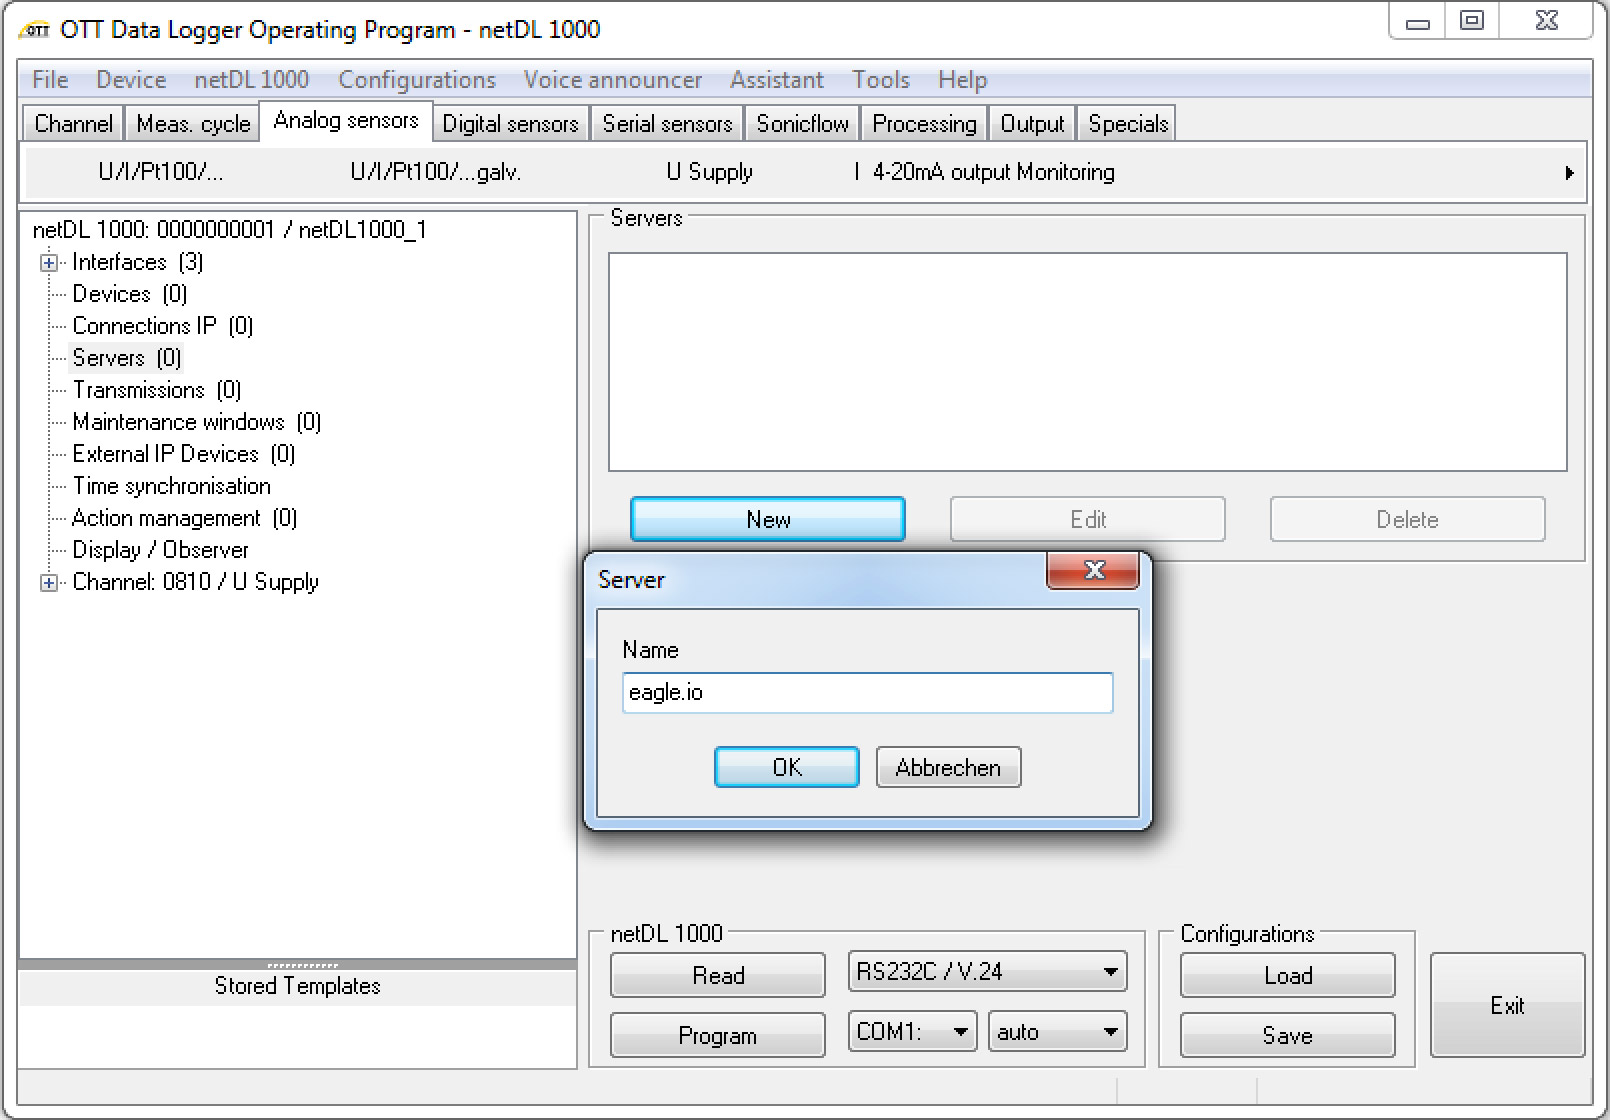 OTT OTT Data Logger Operating Program - netDL 1000
File Device netDL 1000 Configurations Voice announcer Assistant Tools Help
Channel Meas. cycle Analog sensors Digital sensors Serial sensors Sonicflow Processing Output Specials
U/I/Pt100/... U/I/Pt100/...galv. U Supply I 4-20mA output Monitoring
netDL 1000: 0000000001 / netDL1000_1
Interfaces (3)
Devices (0)
Connections IP (0)
Servers (0)
Transmissions (0)
Maintenance windows (0)
External IP Devices (0)
Time synchronisation
Action management (0)
Display / Observer
Channel: 0810 / U Supply
Stored Templates
Servers
New Edit Delete
Server
Name
eagle.io
OK Abbrechen
netDL 1000
Read RS232C / V.24
Program COM1: auto
Configurations
Load
Save
Exit